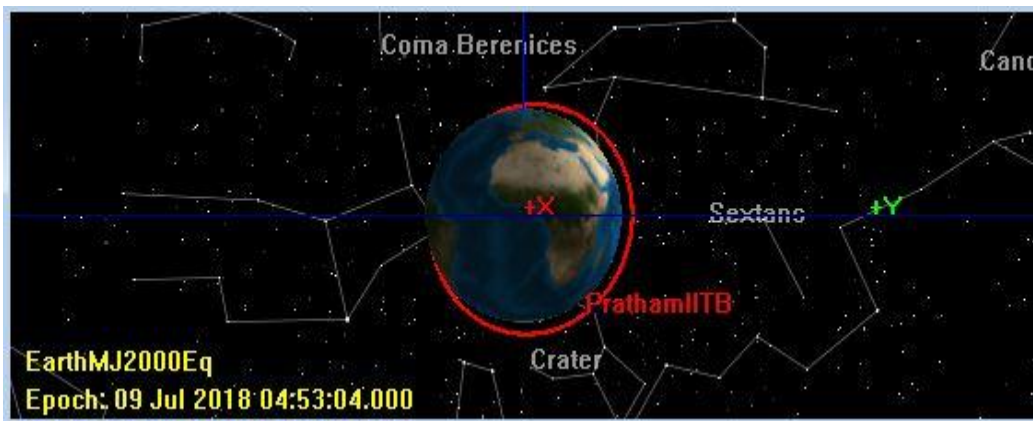 Coma Berenices
Canc
+X
Sextans
+Y
PrathamIITB
Crater
EarthMJ2000Eq
Epoch: 09 Jul 2018 04:53:04.000